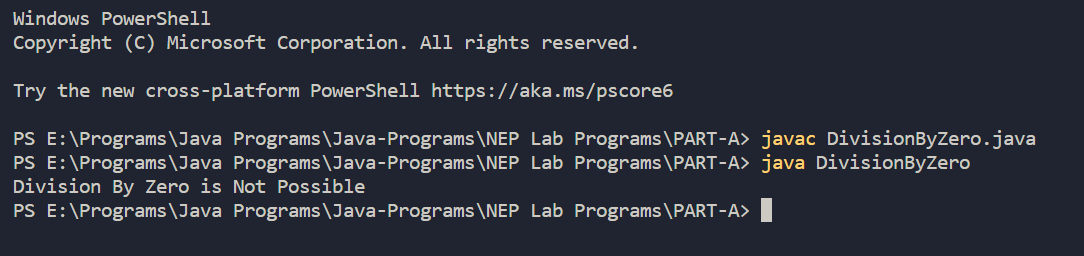 Windows PowerShell
Copyright (C) Microsoft Corporation. All rights reserved.
Try the new cross-platform PowerShell https://aka.ms/pscore6
PS E:\Programs\Java Programs\Java-Programs\NEP Lab Programs\PART-A> javac DivisionByZero.java
PS E:\Programs\Java Programs\Java-Programs\NEP Lab Programs\PART-A> java DivisionByZero
Division By Zero is Not Possible
PS E:\Programs\Java Programs\Java-Programs\NEP Lab Programs\PART-A>